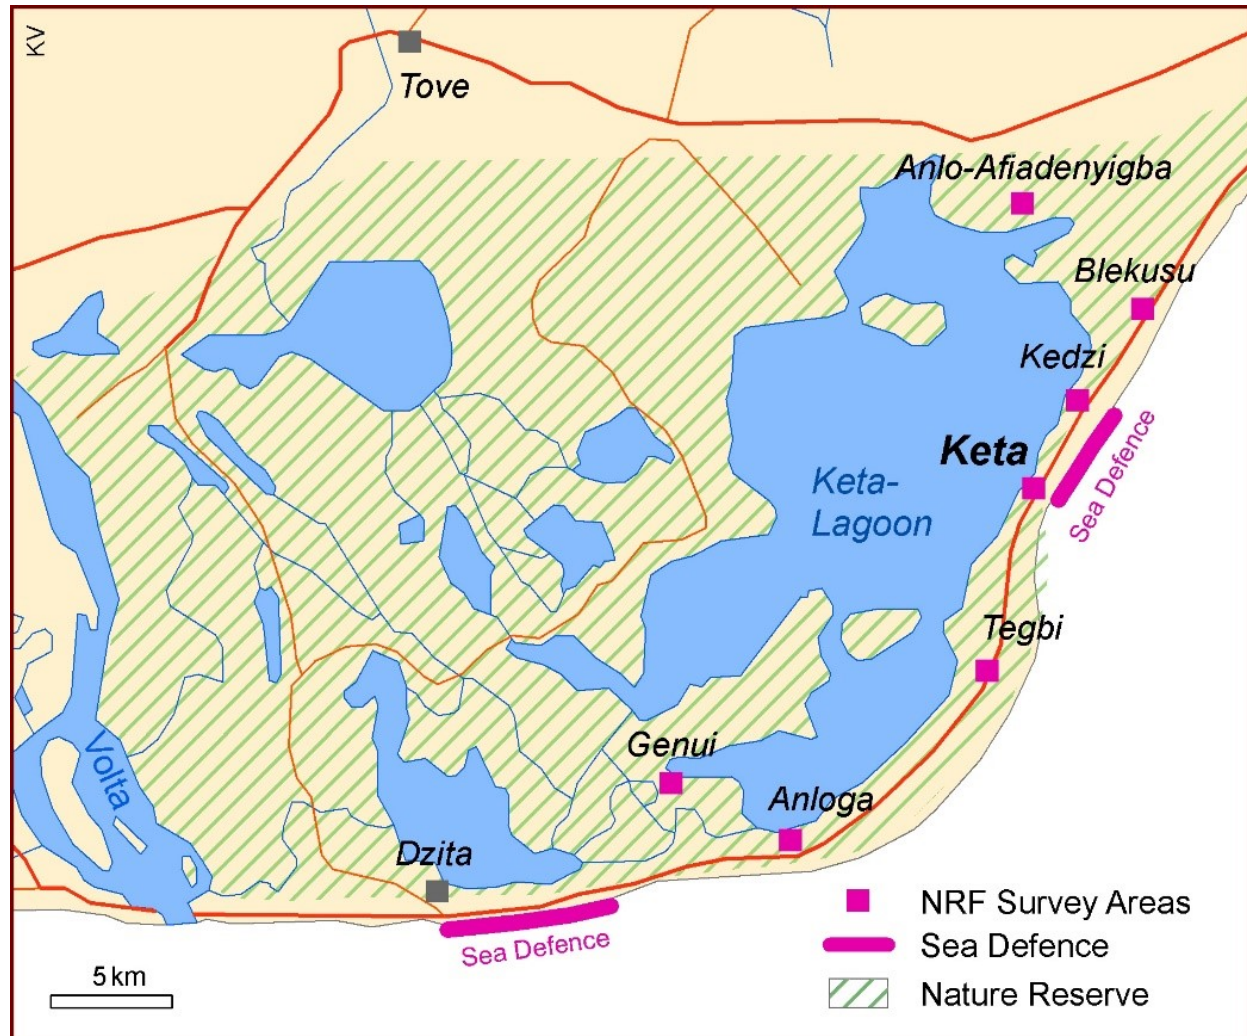 KV
Tove
Anlo-Afiadenyigba
Blekusu
Kedzi
Keta
Sea Defence
Keta-
Lagoon
Tegbi
Genui
Volta
Anloga
Dzita
Sea Defence
NRF Survey Areas
Sea Defence
Nature Reserve
5 km